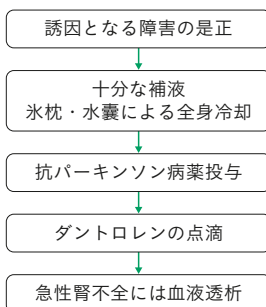 誘因となる障害の是正
十分な補液
氷枕・水嚢による全身冷却
抗パーキンソン病薬投与
ダントロレンの点滴
急性腎不全には血液透析